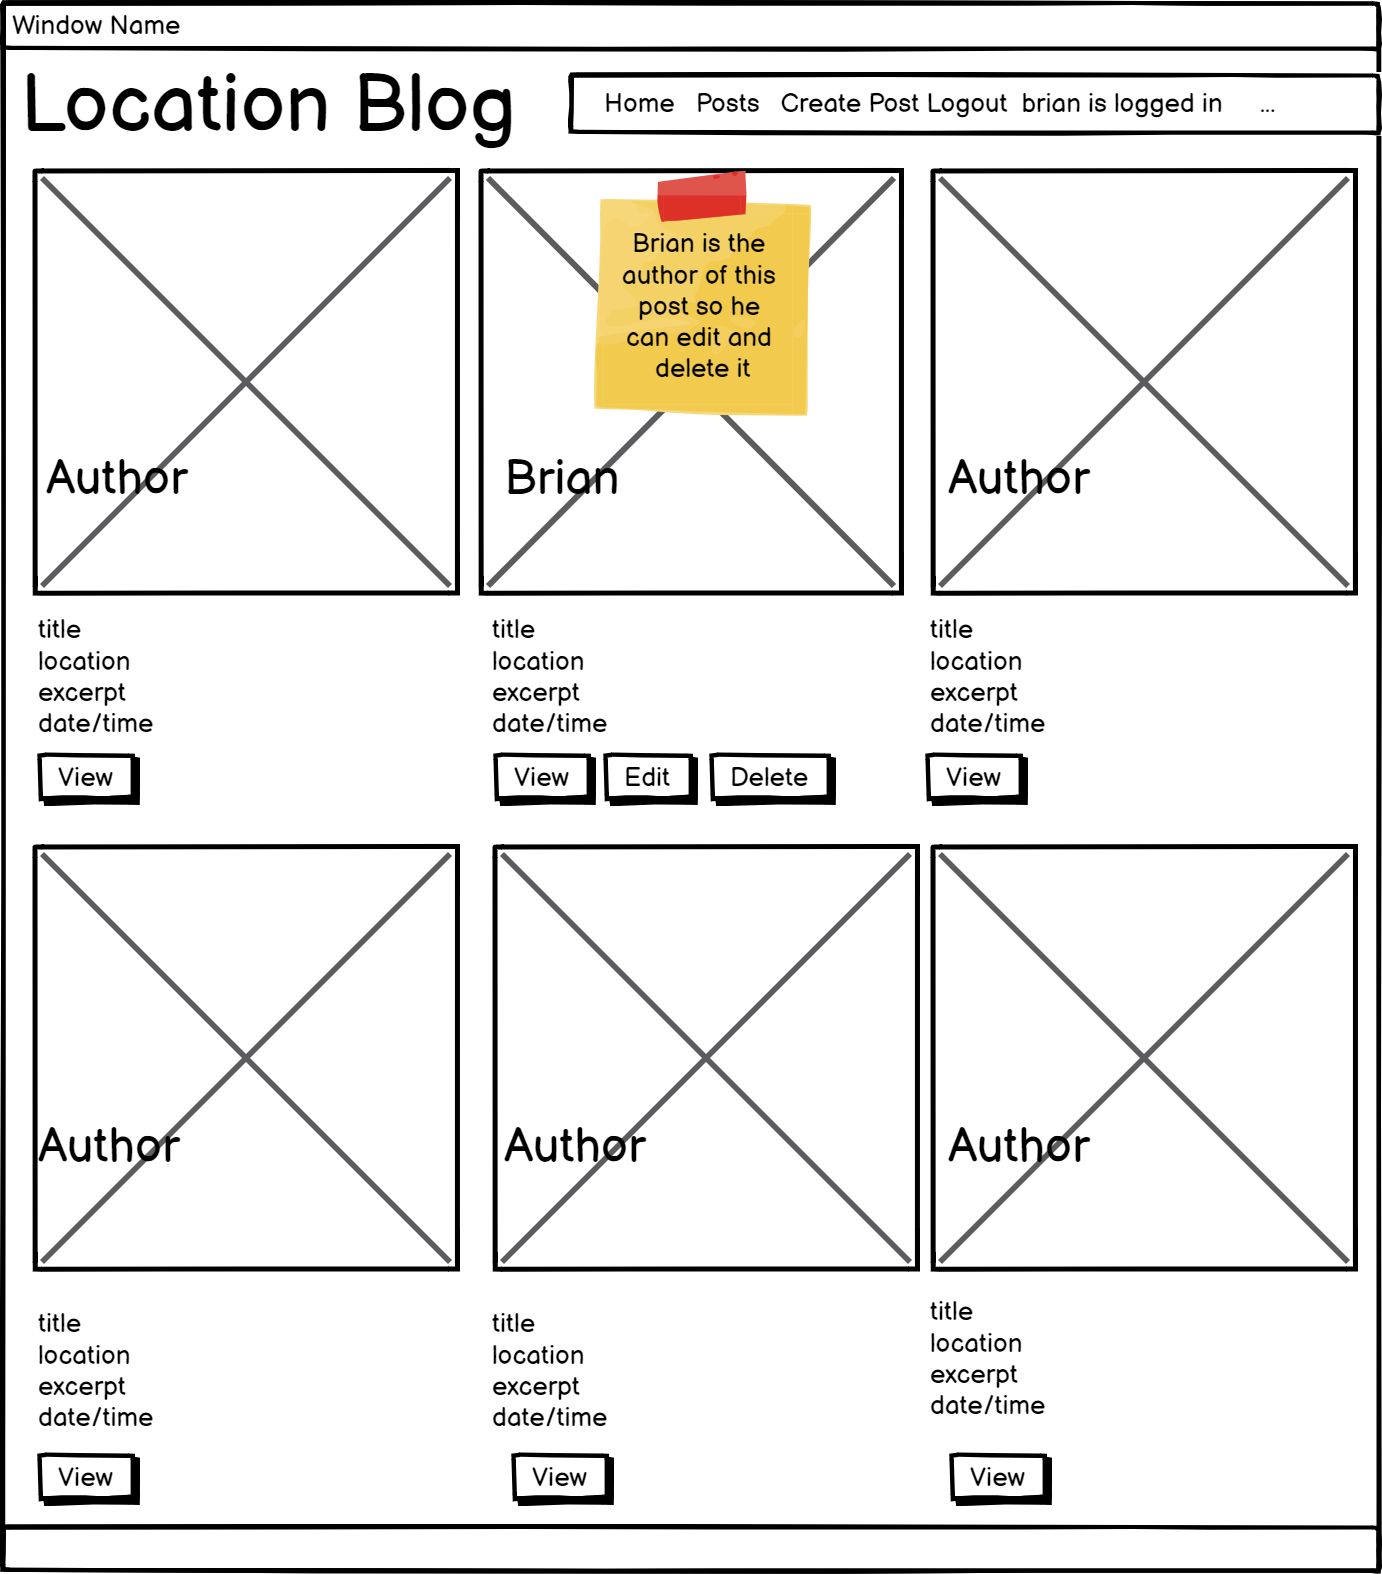 Window Name
Location Blog
Home Posts Create Post Logout brian is logged in ...
Brian is the
author of this
post so he
can edit and
delete it
Author
Brian
Author
title
location
excerpt
date/time
View
title
location
excerpt
date/time
View Edit Delete
title
location
excerpt
date/time
View
Author
Author
Author
title
location
excerpt
date/time
View
title
location
excerpt
date/time
View
title
location
excerpt
date/time
View